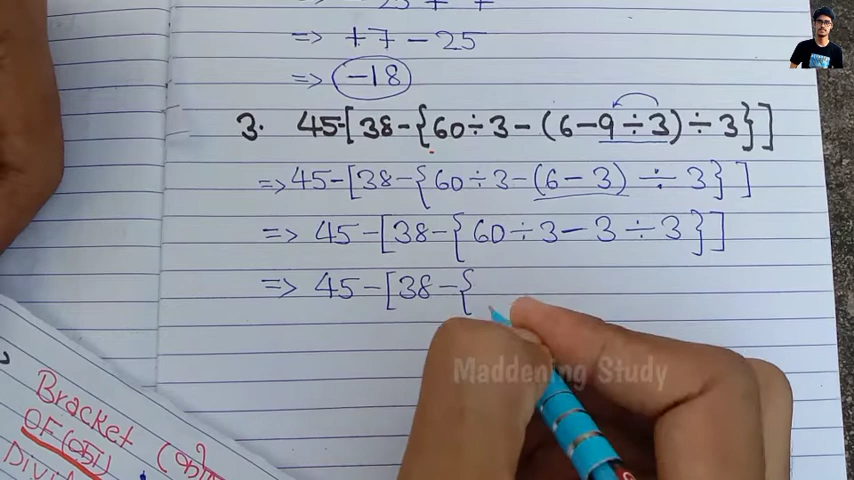 => +7 - 25
=> -18
3. 45-[38-{60÷3-(6-9÷3)÷3}]
=> 45-[38-{60÷3-(6-3) ÷3}]
=> 45-[38-{60÷3-3÷3}]
=> 45-[38-{
Maddening Study
Bracket
OF